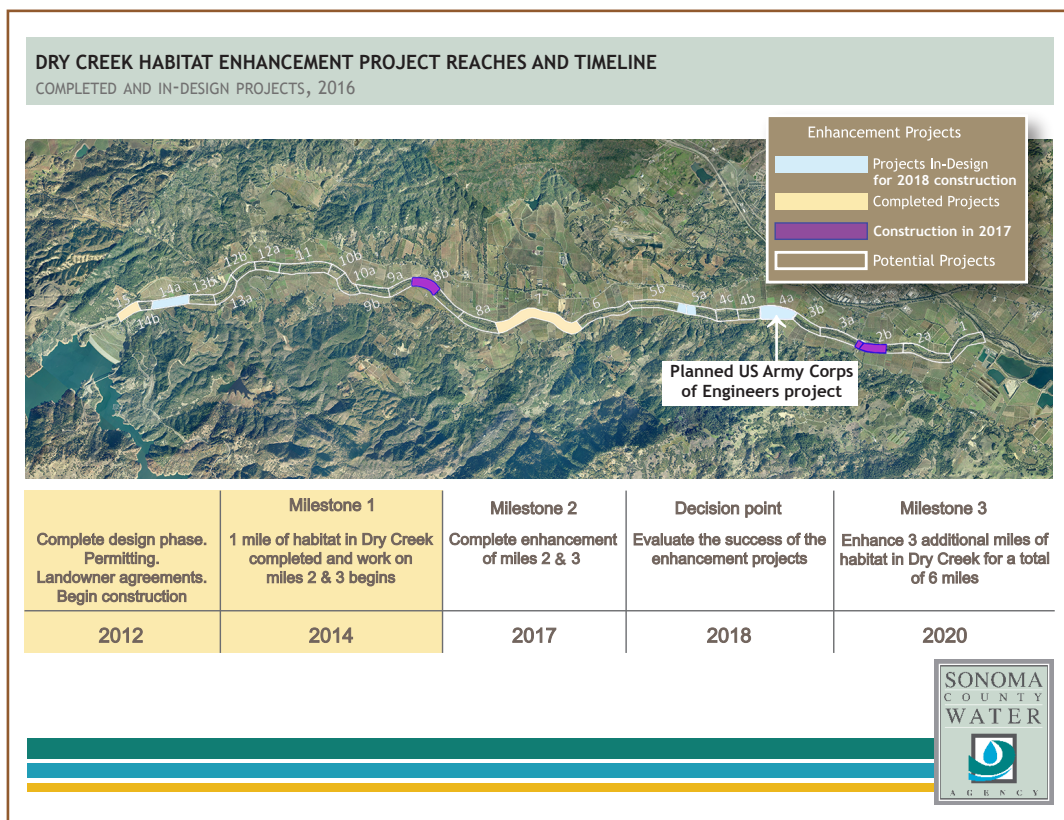 DRY CREEK HABITAT ENHANCEMENT PROJECT REACHES AND TIMELINE
COMPLETED AND IN-DESIGN PROJECTS, 2016
Enhancement Projects
Projects In-Design
for 2018 construction
Completed Projects
Construction in 2017
Potential Projects
15
14a
14b
13b
13a
12b
12a
11
10b
10a
9a
9b
8b
8a
7
6
5b
5a
4c
4b
4a
3b
3a
2b
2a
1
Planned US Army Corps
of Engineers project
Complete design phase.
Permitting.
Landowner agreements.
Begin construction
2012
Milestone 1
1 mile of habitat in Dry Creek
completed and work on
miles 2 & 3 begins
2014
Milestone 2
Complete enhancement
of miles 2 & 3
2017
Decision point
Evaluate the success of the
enhancement projects
2018
Milestone 3
Enhance 3 additional miles of
habitat in Dry Creek for a total
of 6 miles
2020
SONOMA
COUNTY
WATER
AGENCY